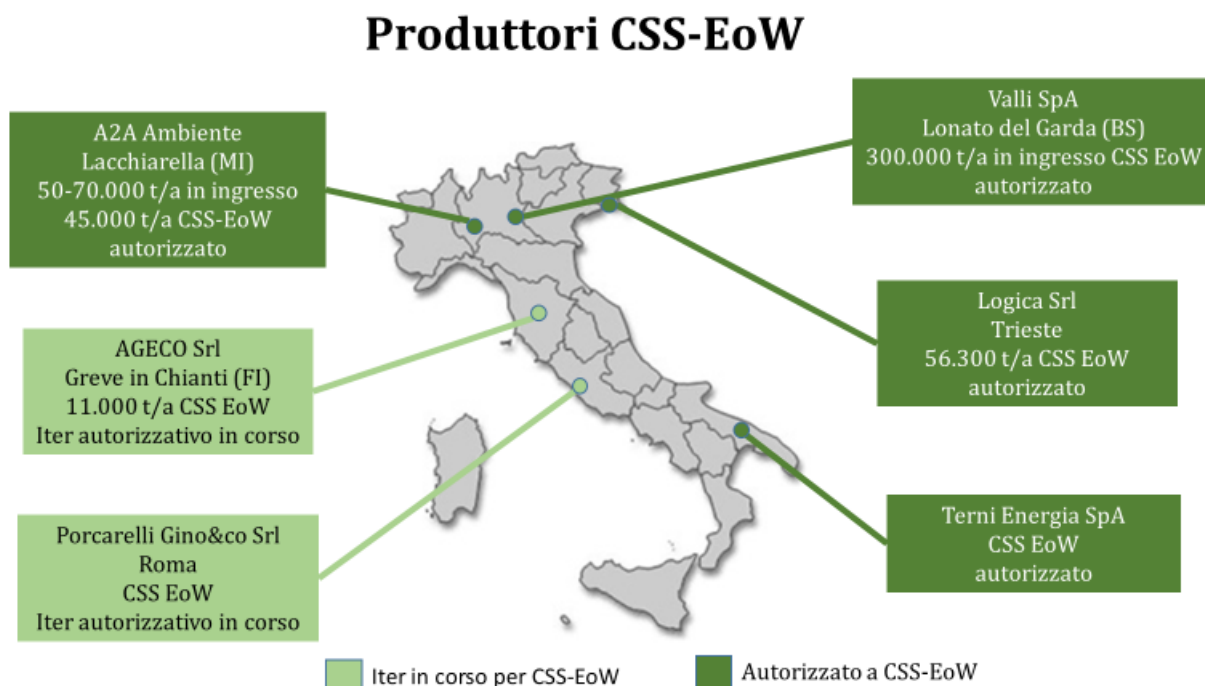 Produttori CSS-EoW
A2A Ambiente
Lacchiarella (MI)
50-70.000 t/a in ingresso
45.000 t/a CSS-EoW
autorizzato
Valli SpA
Lonato del Garda (BS)
300.000 t/a in ingresso CSS EoW
autorizzato
AGECO Srl
Greve in Chianti (FI)
11.000 t/a CSS EoW
Iter autorizzativo in corso
Logica Srl
Trieste
56.300 t/a CSS EoW
autorizzato
Porcarelli Gino&co Srl
Roma
CSS EoW
Iter autorizzativo in corso
Terni Energia SpA
CSS EoW
autorizzato
Iter in corso per CSS-EoW
Autorizzato a CSS-EoW